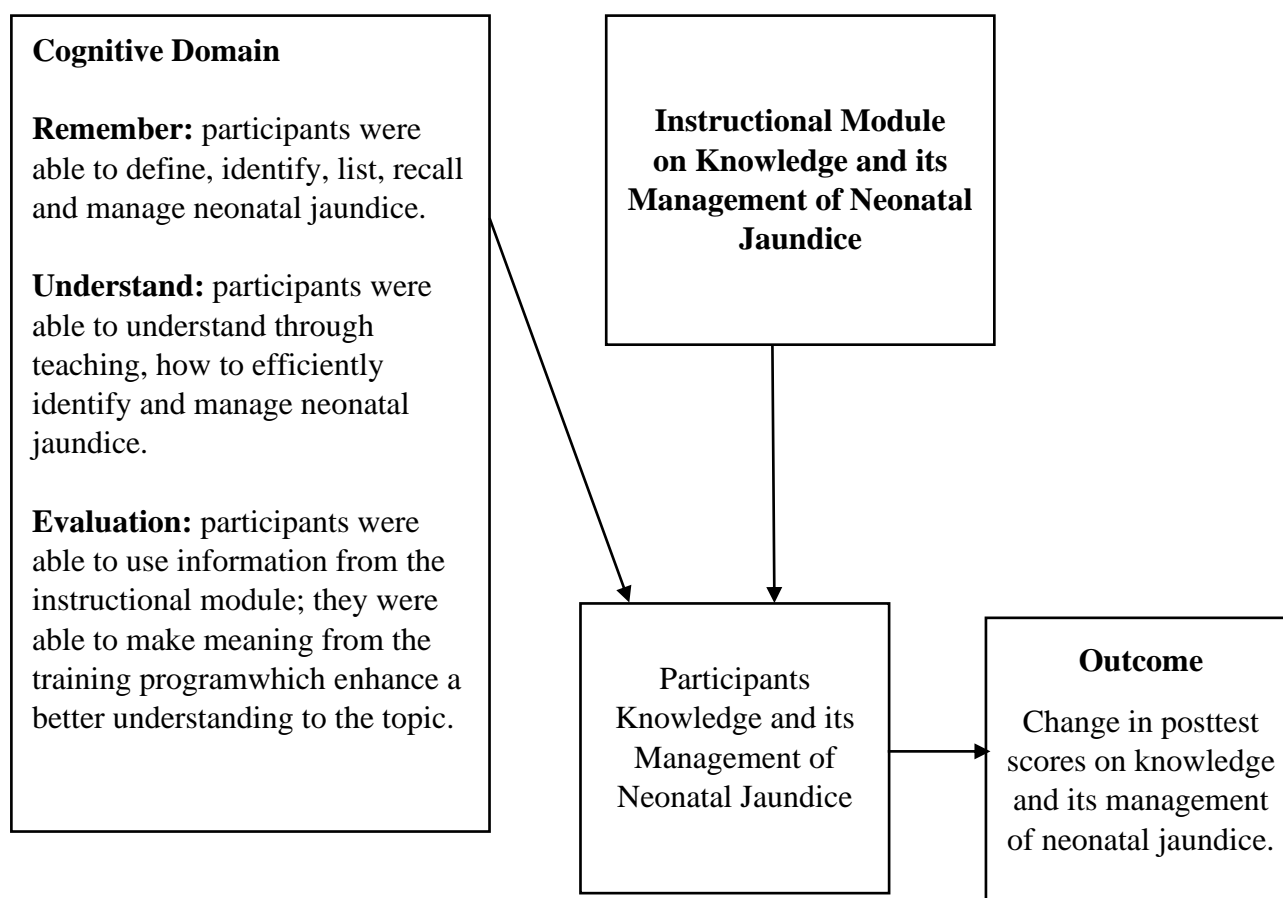 Cognitive Domain
Remember: participants were
able to define, identify, list, recall
and manage neonatal jaundice.
Understand: participants were
able to understand through
teaching, how to efficiently
identify and manage neonatal
jaundice.
Evaluation: participants were
able to use information from the
instructional module; they were
able to make meaning from the
training programwhich enhance a
better understanding to the topic.
Instructional Module
on Knowledge and its
Management of Neonatal
Jaundice
Participants
Knowledge and its
Management of
Neonatal Jaundice
Outcome
Change in posttest
scores on knowledge
and its management
of neonatal jaundice.